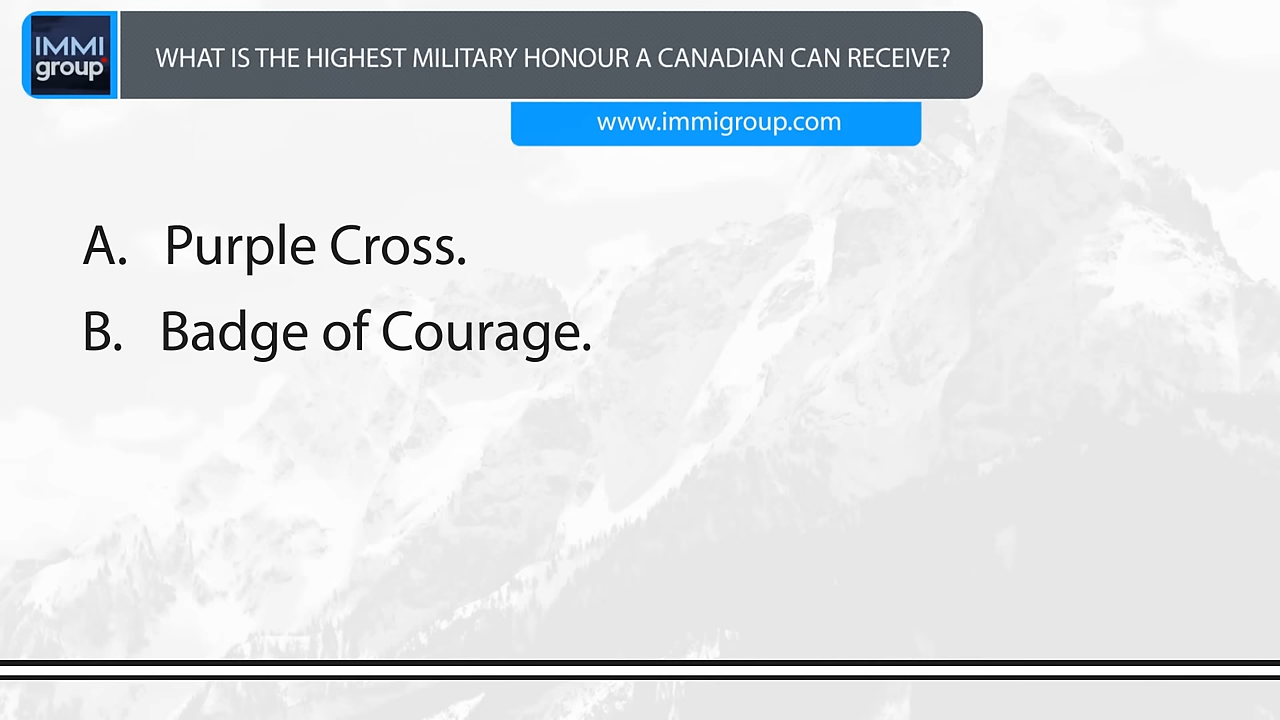 IMMI
group
WHAT IS THE HIGHEST MILITARY HONOUR A CANADIAN CAN RECEIVE?
www.immigroup.com
A. Purple Cross.
B. Badge of Courage.